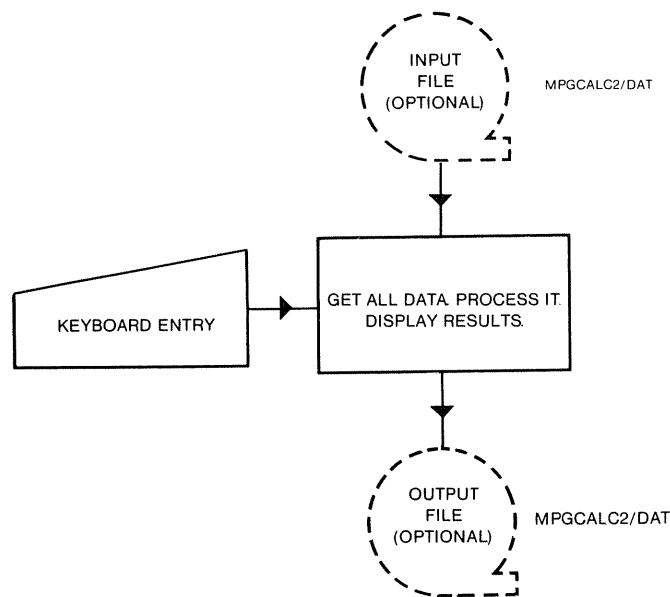 INPUT
FILE
(OPTIONAL)
MPGCALC2/DAT
GET ALL DATA. PROCESS IT.
DISPLAY RESULTS.
KEYBOARD ENTRY
OUTPUT
FILE
(OPTIONAL)
MPGCALC2/DAT